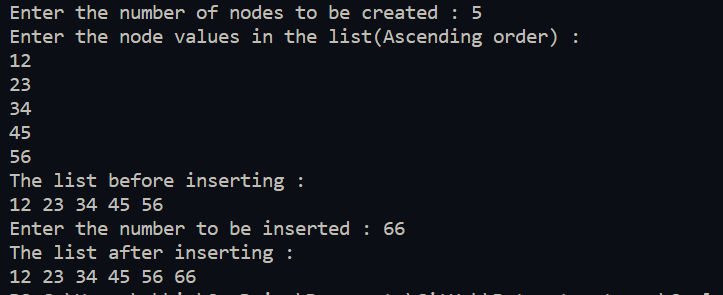 Enter the number of nodes to be created : 5
Enter the node values in the list(Ascending order) :
12
23
34
45
56
The list before inserting :
12 23 34 45 56
Enter the number to be inserted : 66
The list after inserting :
12 23 34 45 56 66